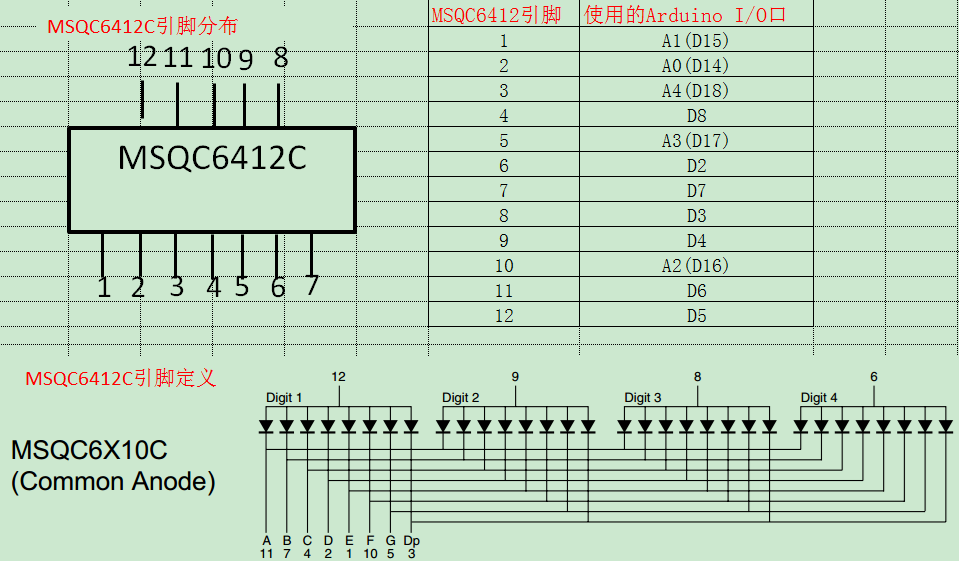 MSQC6412C引脚分布
12 11 10 9 8
MSQC6412C
1 2 3 4 5 6 7
MSQC6412引脚 使用的Arduino I/O口
1 A1(D15)
2 A0(D14)
3 A4(D18)
4 D8
5 A3(D17)
6 D2
7 D7
8 D3
9 D4
10 A2(D16)
11 D6
12 D5
MSQC6412C引脚定义
12 9 8 6
Digit 1 Digit 2 Digit 3 Digit 4
MSQC6X10C
(Common Anode)
A B C D E F G Dp
11 7 4 2 1 10 5 3